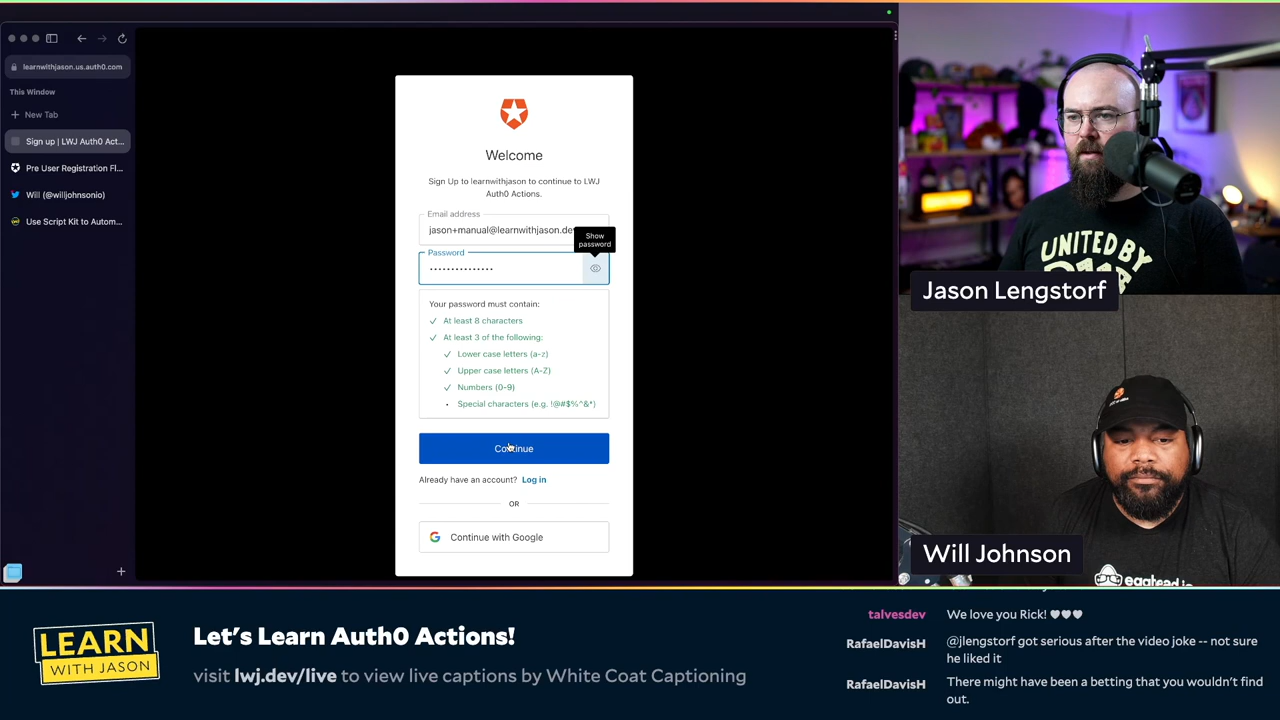 learnwithjason.us.auth0.com
This Window
New Tab
Sign up | LWJ Auth0 Act...
Pre User Registration Fl...
Will (@willjohnsonio)
Use Script Kit to Autom...
Welcome
Sign Up to learnwithjason to continue to LWJ
Auth0 Actions.
Email address
jason+manual@learnwithjason.de
Show
password
Password
•••••••••••••••
Your password must contain:
At least 8 characters
At least 3 of the following:
Lower case letters (a-z)
Upper case letters (A-Z)
Numbers (0-9)
Special characters (e.g. !@#$%^&*)
Continue
Already have an account? Log in
OR
Continue with Google
UNITED BY
Jason Lengstorf
Will Johnson
egghead.io
LEARN
WITH JASON
Let's Learn Auth0 Actions!
visit lwj.dev/live to view live captions by White Coat Captioning
talvesdev We love you Rick! ♥♥♥
RafaelDavisH @jlengstorf got serious after the video joke -- not sure
he liked it
RafaelDavisH There might have been a betting that you wouldn't find
out.